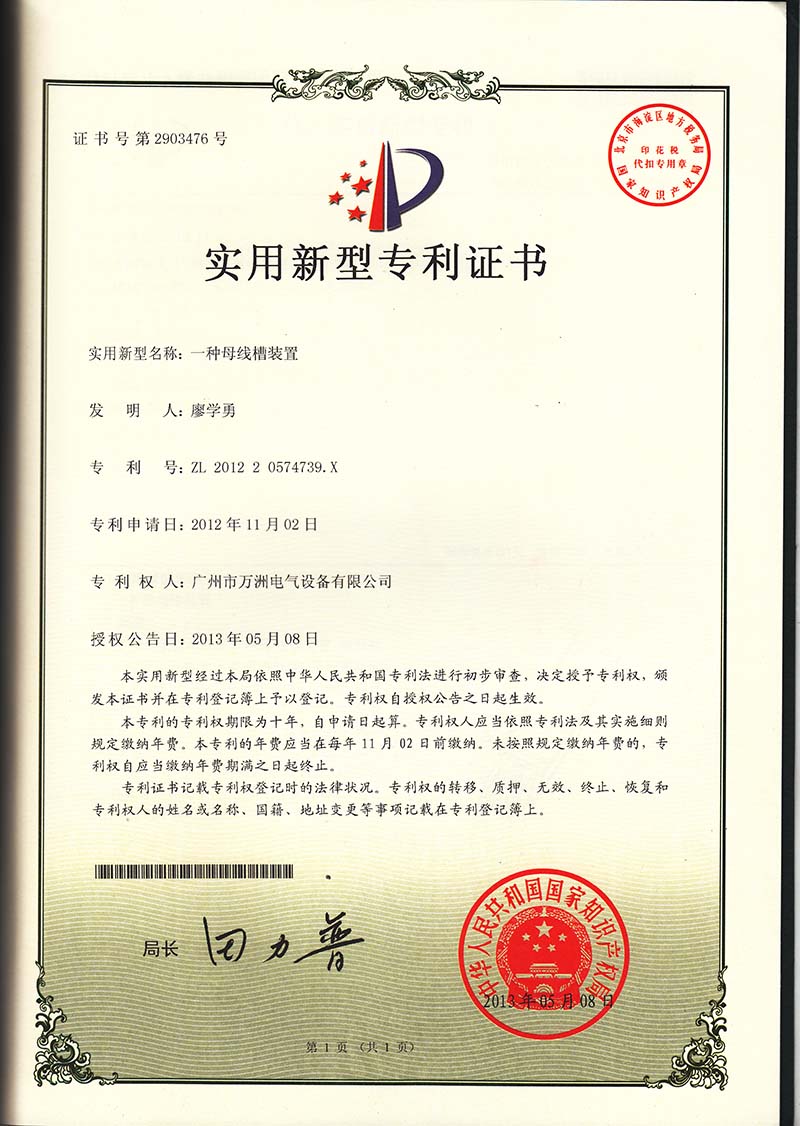 证书号第2903476号
北京市海淀区地方税务局
印花税
代扣专用章
国家知识产权局
实用新型专利证书
实用新型名称：一种母线槽装置
发明人：廖学勇
专利号：ZL 2012 2 0574739.X
专利申请日：2012年11月02日
专利权人：广州市万洲电气设备有限公司
授权公告日：2013年05月08日
本实用新型经过本局依照中华人民共和国专利法进行初步审查，决定授予专利权，颁
发本证书并在专利登记簿上予以登记。专利权自授权公告之日起生效。
本专利的专利权期限为十年，自申请日起算。专利权人应当依照专利法及其实施细则
规定缴纳年费。本专利的年费应当在每年11月02日前缴纳。未按照规定缴纳年费的，专
利权自应当缴纳年费期满之日起终止。
专利证书记载专利权登记时的法律状况。专利权的转移、质押、无效、终止、恢复和
专利权人的姓名或名称、国籍、地址变更等事项记载在专利登记簿上。
局长 田力普
中华人民共和国国家知识产权局
2013年05月08日
第1页（共1页）